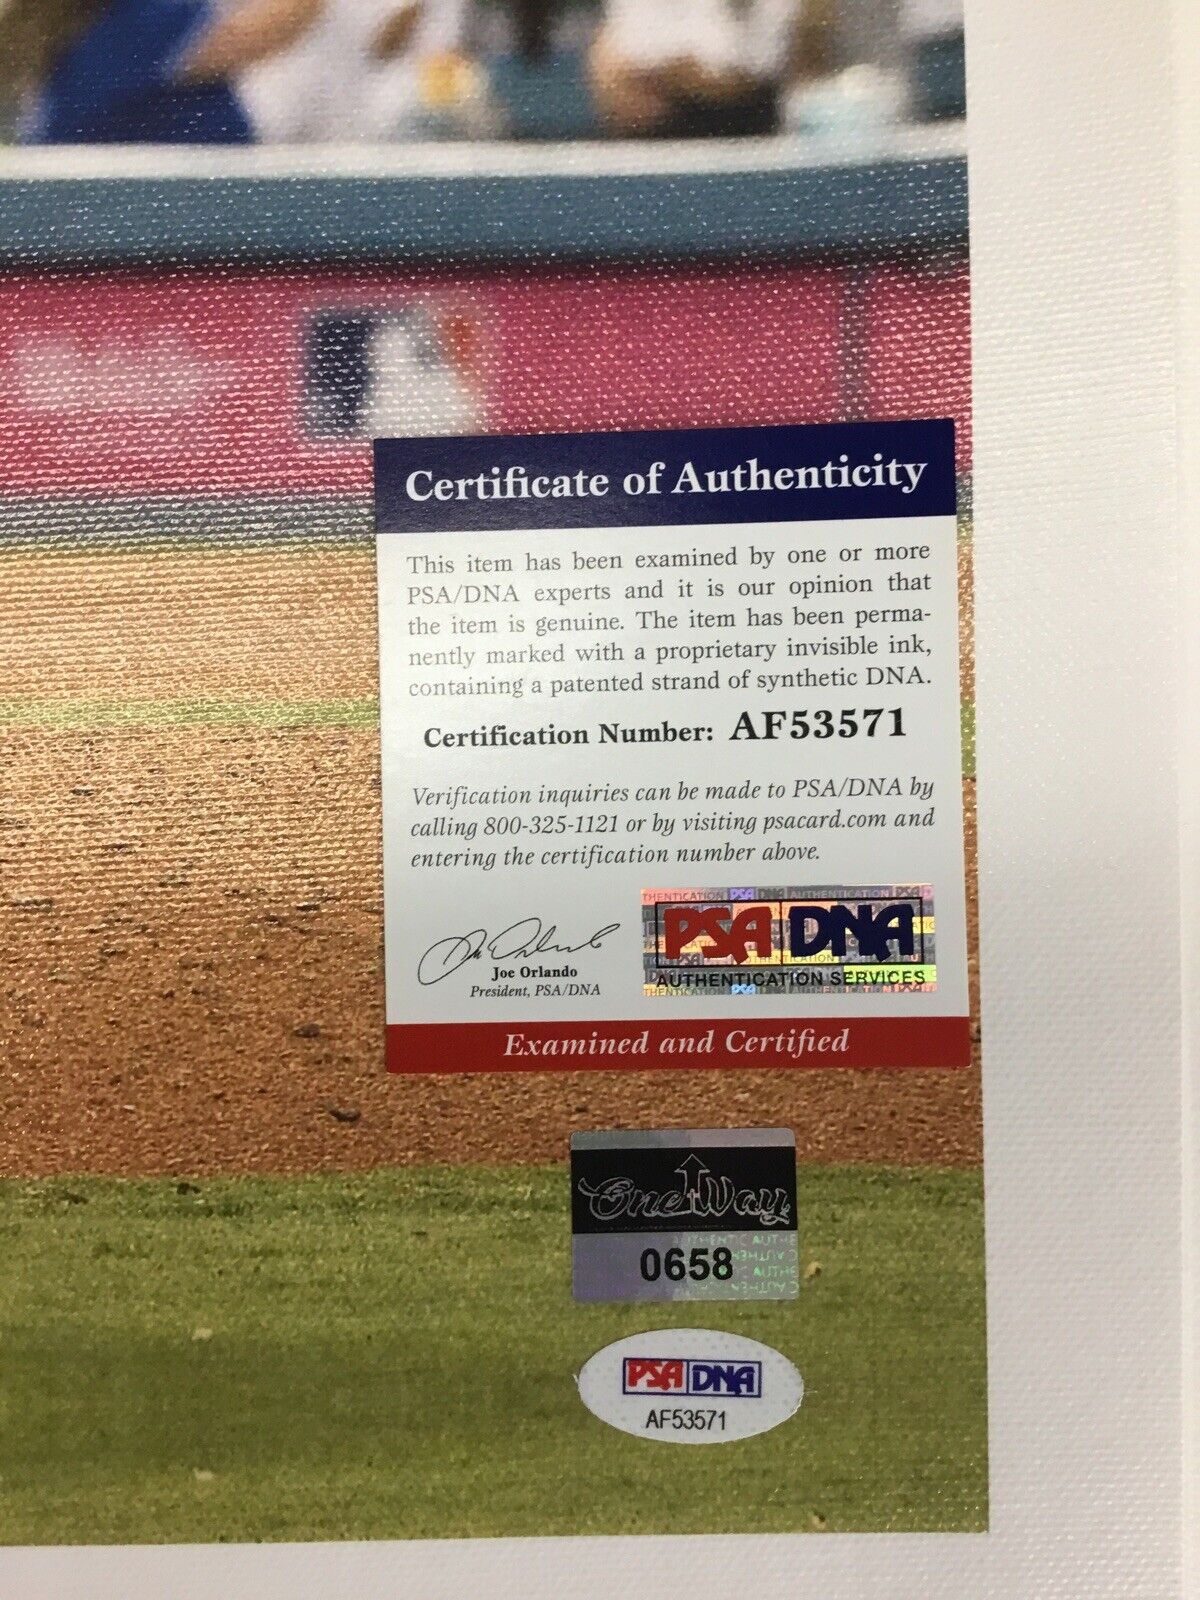 Certificate of Authenticity
This item has been examined by one or more
PSA/DNA experts and it is our opinion that
the item is genuine. The item has been perma-
nently marked with a proprietary invisible ink,
containing a patented strand of synthetic DNA.
Certification Number: AF53571
Verification inquiries can be made to PSA/DNA by
calling 800-325-1121 or by visiting psacard.com and
entering the certification number above.
Joe Orlando
President, PSA/DNA
PSA DNA
AUTHENTICATION SERVICES
Examined and Certified
One Way
0658
PSA DNA
AF53571